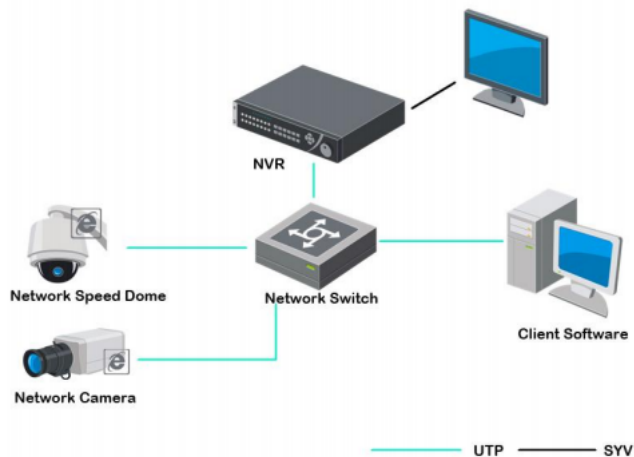 NVR
Network Speed Dome
Network Switch
Client Software
Network Camera
UTP
SYV